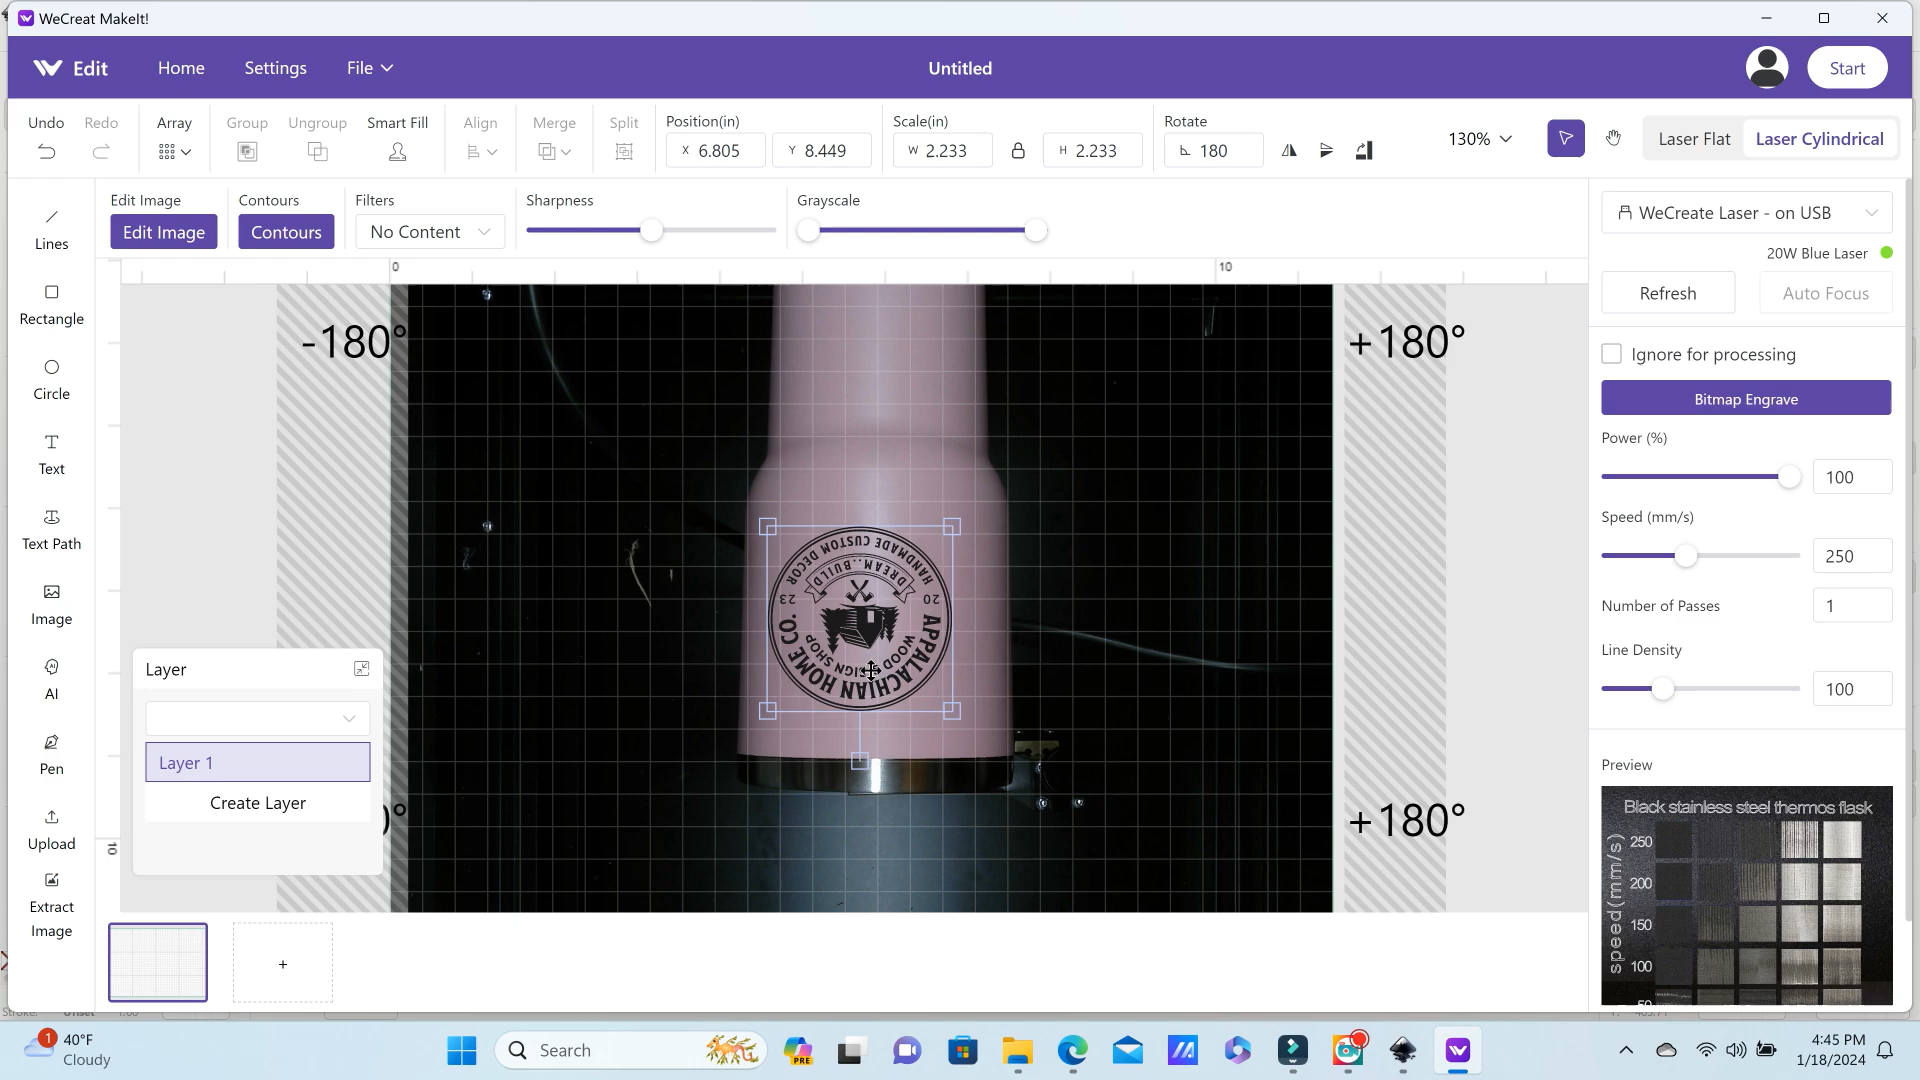 WeCreat MakeIt!
Edit
Home
Settings
File
Untitled
Start
Undo
Redo
Array
Group
Ungroup
Smart Fill
Align
Merge
Split
Position(in)
X 6.805
Y 8.449
Scale(in)
W 2.233
H 2.233
Rotate
180
130%
Laser Flat
Laser Cylindrical
Edit Image
Edit Image
Contours
Contours
Filters
No Content
Sharpness
Grayscale
Lines
Rectangle
Circle
Text
Text Path
Image
AI
Pen
Upload
Extract
Image
0
10
10
-180°
+180°
0°
+180°
HANDMADE CUSTOM DECOR
DREAM..BUILD
20
23
WOOD SIGN SHOP
APPALACHIAN HOME CO.
Layer
Layer 1
Create Layer
+
WeCreate Laser - on USB
20W Blue Laser
Refresh
Auto Focus
Ignore for processing
Bitmap Engrave
Power (%)
100
Speed (mm/s)
250
Number of Passes
1
Line Density
100
Preview
Black stainless steel thermos flask
speed(mm/s)
250
200
150
100
50
1
40°F
Cloudy
Search
PRE
4:45 PM
1/18/2024